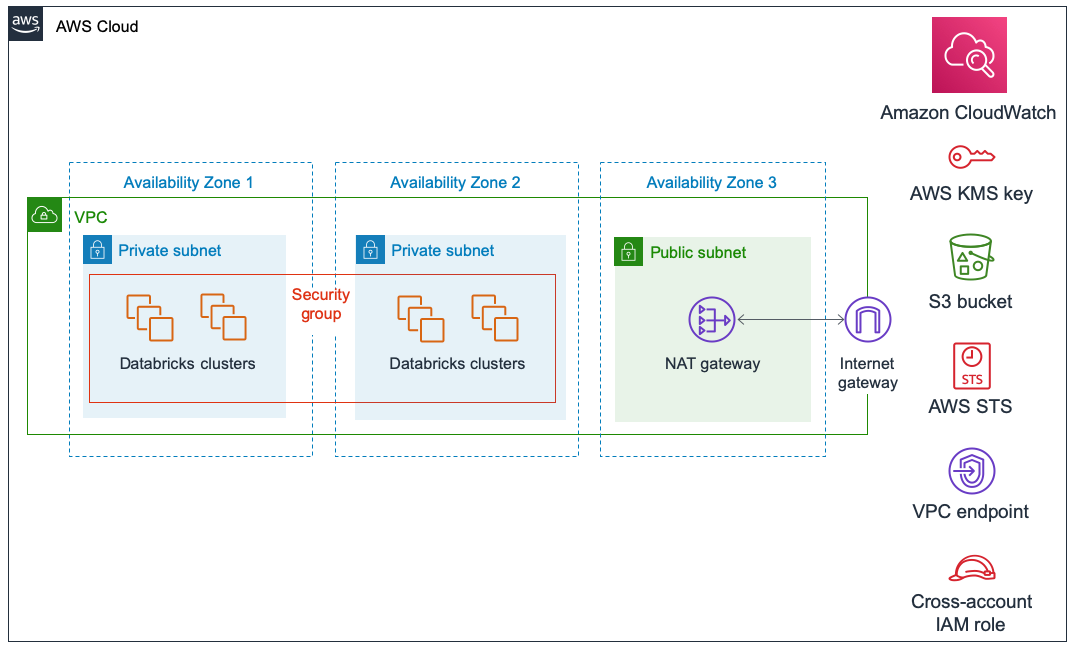 aws
AWS Cloud
Amazon CloudWatch
AWS KMS key
S3 bucket
STS
AWS STS
VPC endpoint
Cross-account
IAM role
Availability Zone 1
Availability Zone 2
Availability Zone 3
VPC
Private subnet
Private subnet
Public subnet
Security
group
Databricks clusters
Databricks clusters
NAT gateway
Internet
gateway